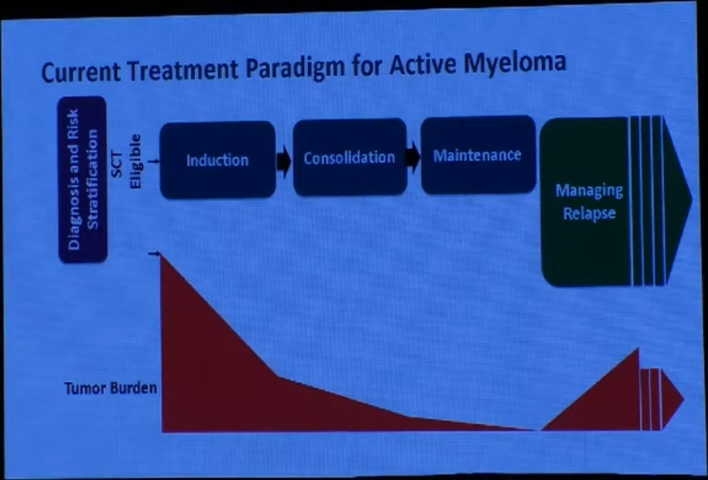 Current Treatment Paradigm for Active Myeloma
Diagnosis and Risk
Stratification
SCT
Eligible
Induction
Consolidation
Maintenance
Managing
Relapse
Tumor Burden